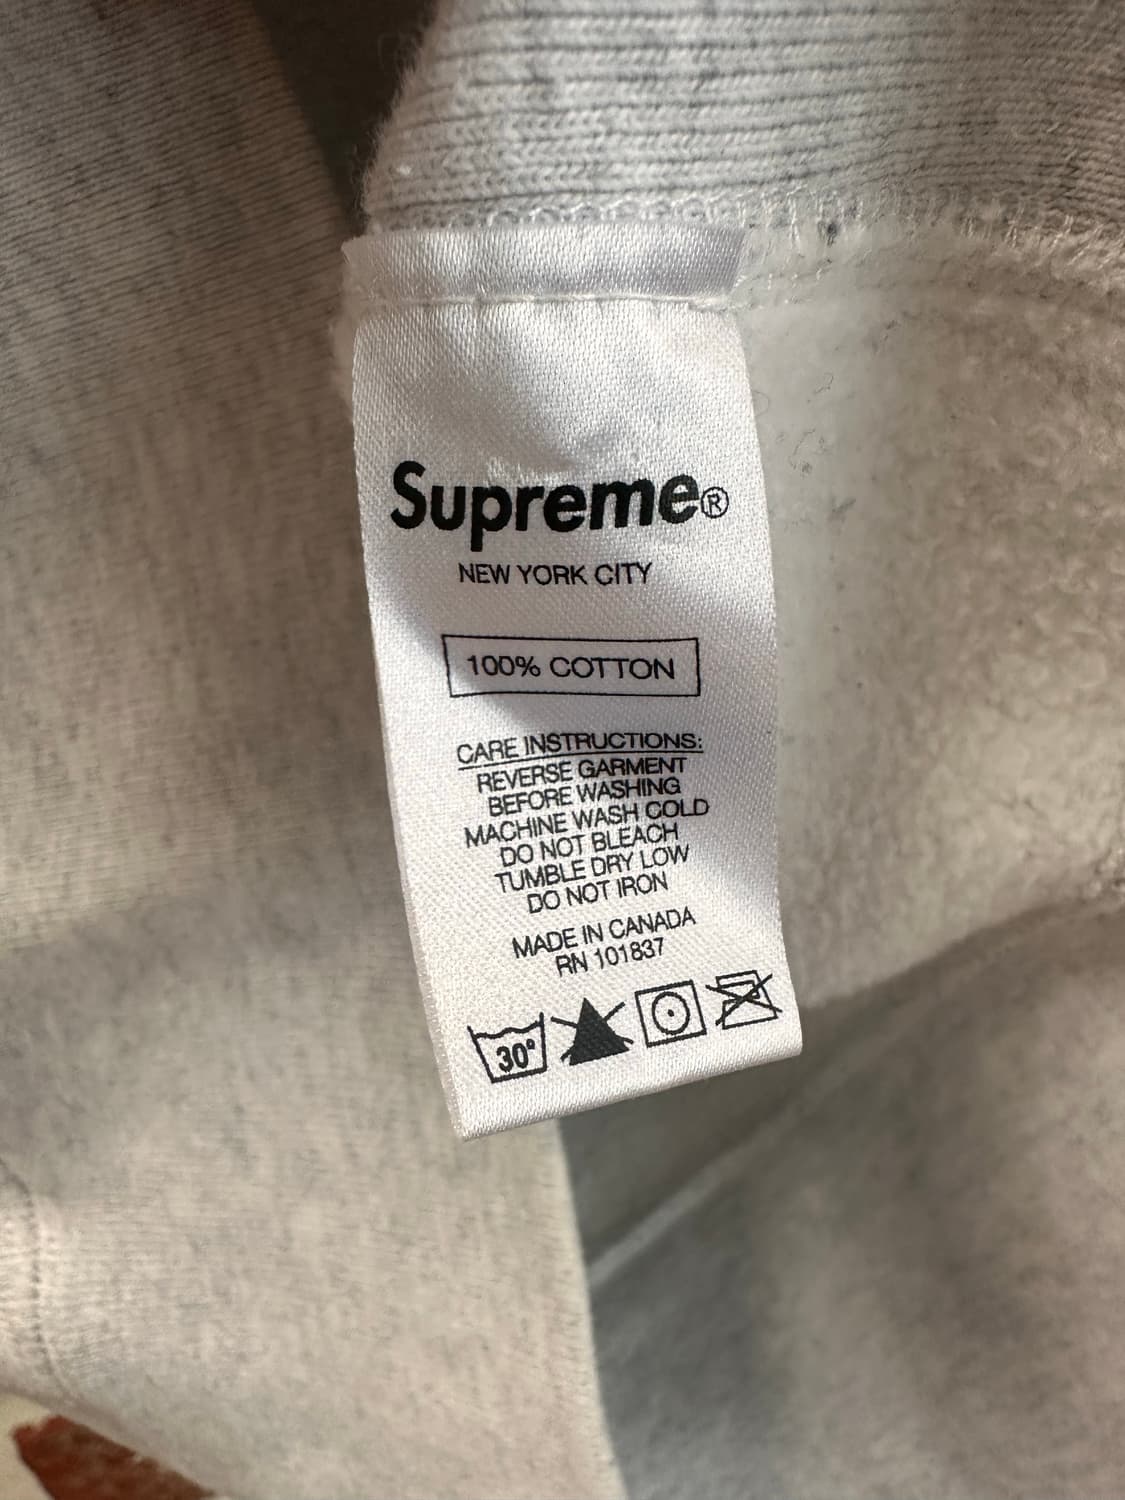 Supreme®
NEW YORK CITY
100% COTTON
CARE INSTRUCTIONS:
REVERSE GARMENT
BEFORE WASHING
MACHINE WASH COLD
DO NOT BLEACH
TUMBLE DRY LOW
DO NOT IRON
MADE IN CANADA
RN 101837
30°